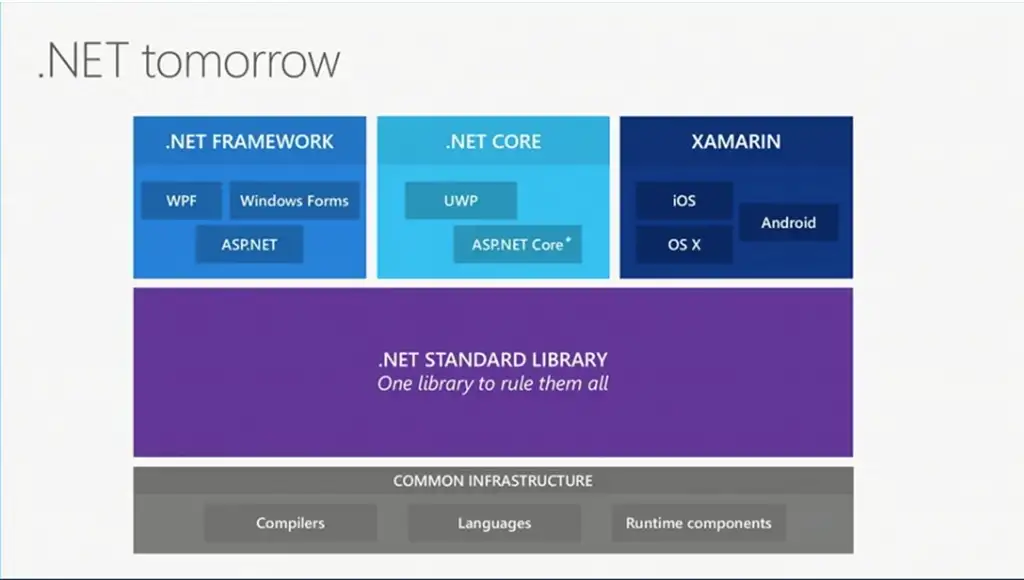 .NET tomorrow
.NET FRAMEWORK
WPF
Windows Forms
ASP.NET
.NET CORE
UWP
ASP.NET Core*
XAMARIN
iOS
Android
OS X
.NET STANDARD LIBRARY
One library to rule them all
COMMON INFRASTRUCTURE
Compilers
Languages
Runtime components